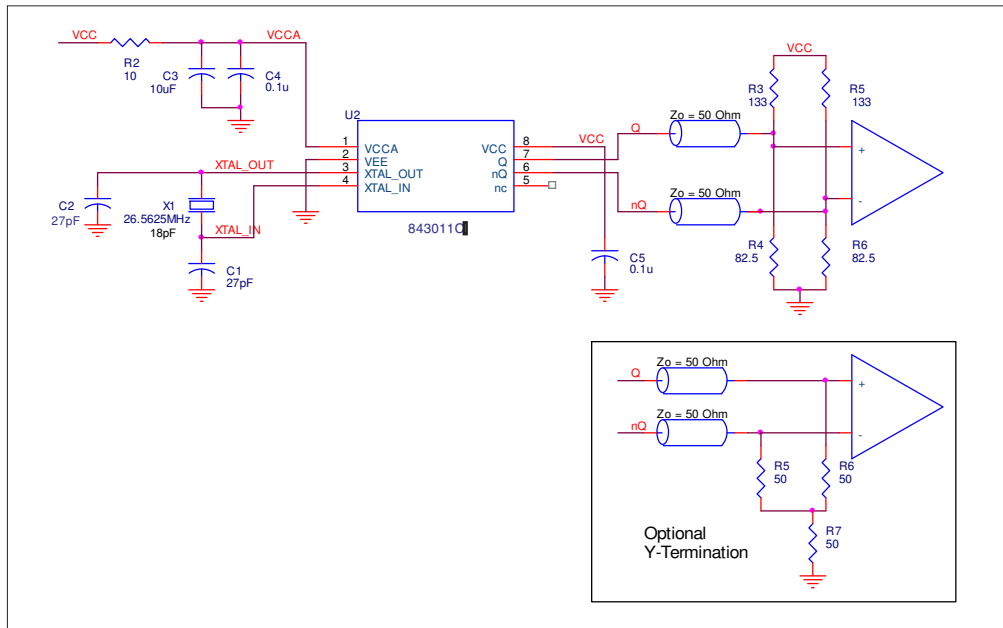 VCC
VCCA
R2
10
C3
10uF
C4
0.1u
U2
1
2
3
4
VCCA
VEE
XTAL_OUT
XTAL_IN
VCC
Q
nQ
nc
8
7
6
5
VCC
XTAL_OUT
C2
27pF
X1
26.5625MHz
18pF
XTAL_IN
C1
27pF
C5
0.1u
Q
Zo = 50 Ohm
nQ
Zo = 50 Ohm
VCC
R3
133
R5
133
+
-
R4
82.5
R6
82.5
Q
Zo = 50 Ohm
nQ
Zo = 50 Ohm
+
-
R5
50
R6
50
R7
50
Optional
Y-Termination